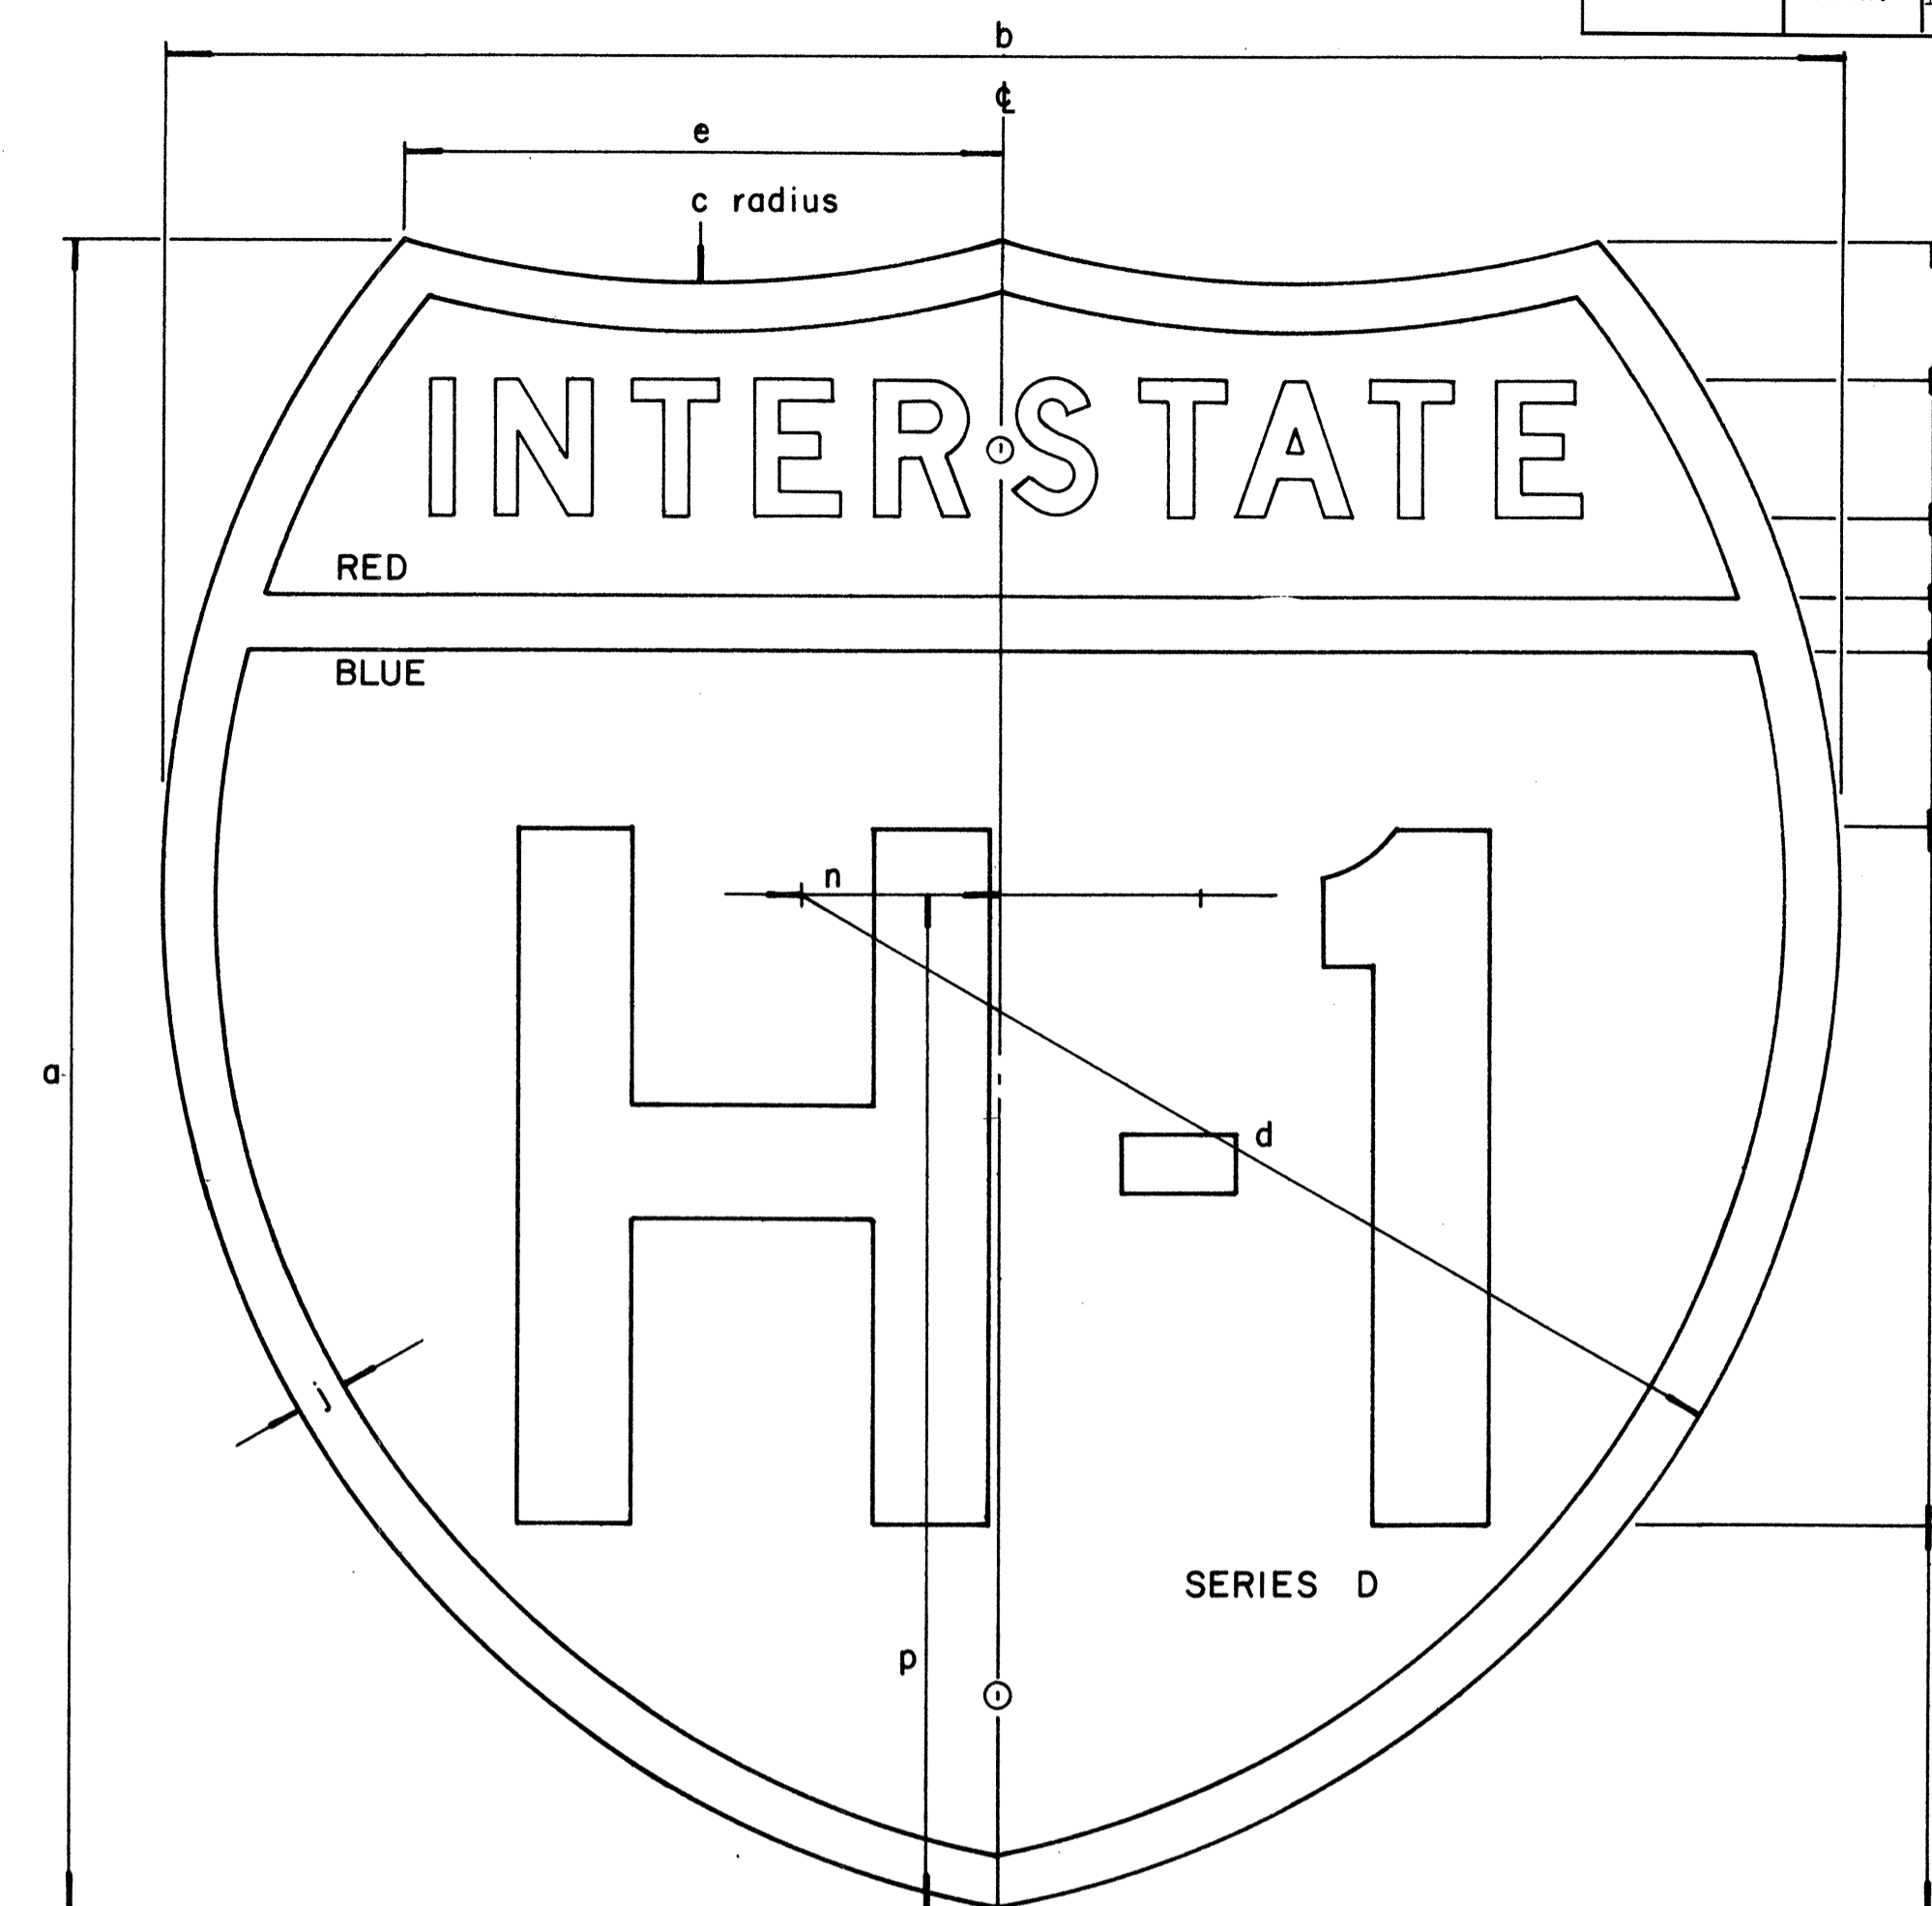 b
℄
e
c radius
INTERSTATE
RED
BLUE
n
H-1
a
d
j
SERIES D
p